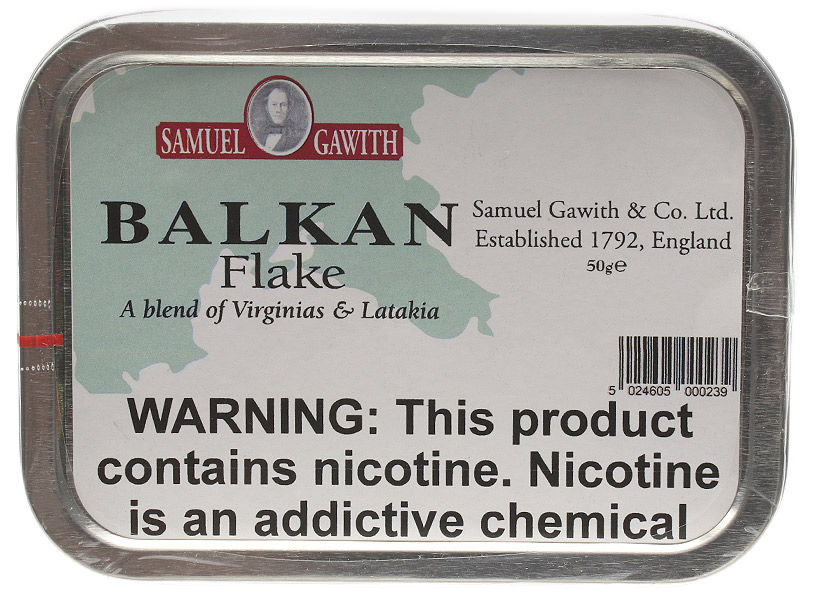 SAMUEL GAWITH
BALKAN
Flake
A blend of Virginias & Latakia
Samuel Gawith & Co. Ltd.
Established 1792, England
50g℮
5 024605 000239
WARNING: This product
contains nicotine. Nicotine
is an addictive chemical